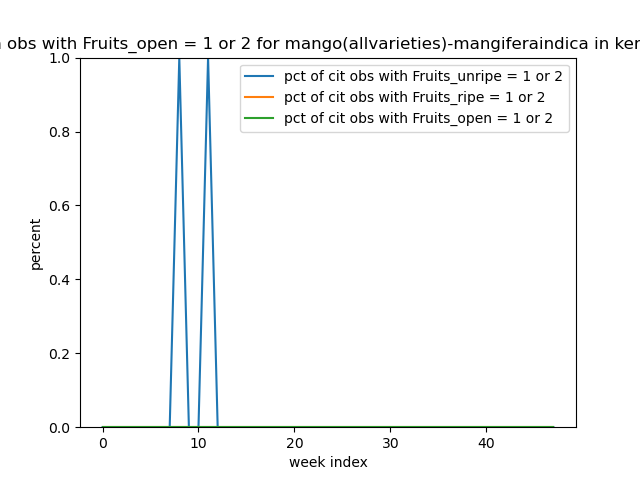 obs with Fruits_open = 1 or 2 for mango(allvarieties)-mangiferaindica in
pct of cit obs with Fruits_unripe = 1 or 2
pct of cit obs with Fruits_ripe = 1 or 2
pct of cit obs with Fruits_open = 1 or 2
1.0
0.8
0.6
0.4
0.2
0.0
percent
0 10 20 30 40
week index